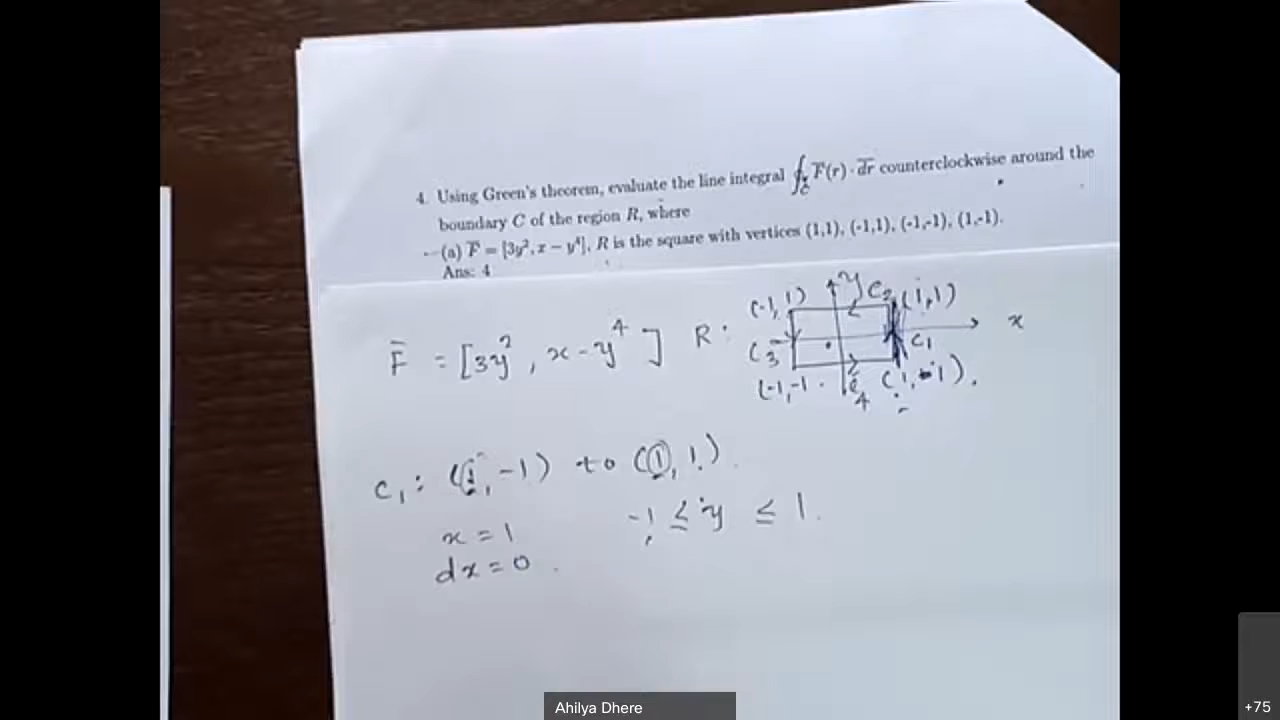 4. Using Green's theorem, evaluate the line integral ∮_C F̅(r) · d̅r̅ counterclockwise around the
boundary C of the region R, where
(a) F̅ = [3y², x − y⁴], R is the square with vertices (1,1), (-1,1), (-1,-1), (1,-1).
Ans: 4
F̅ = [3y², x − y⁴] R:
(-1, 1) y C₂ (1,1)
x
C₃ C₁
(-1,-1 C₄ (1,-1).
C₁: (1, -1) to (1, 1).
x = 1 -1 ≤ y ≤ 1.
dx = 0.
Ahilya Dhere
+75